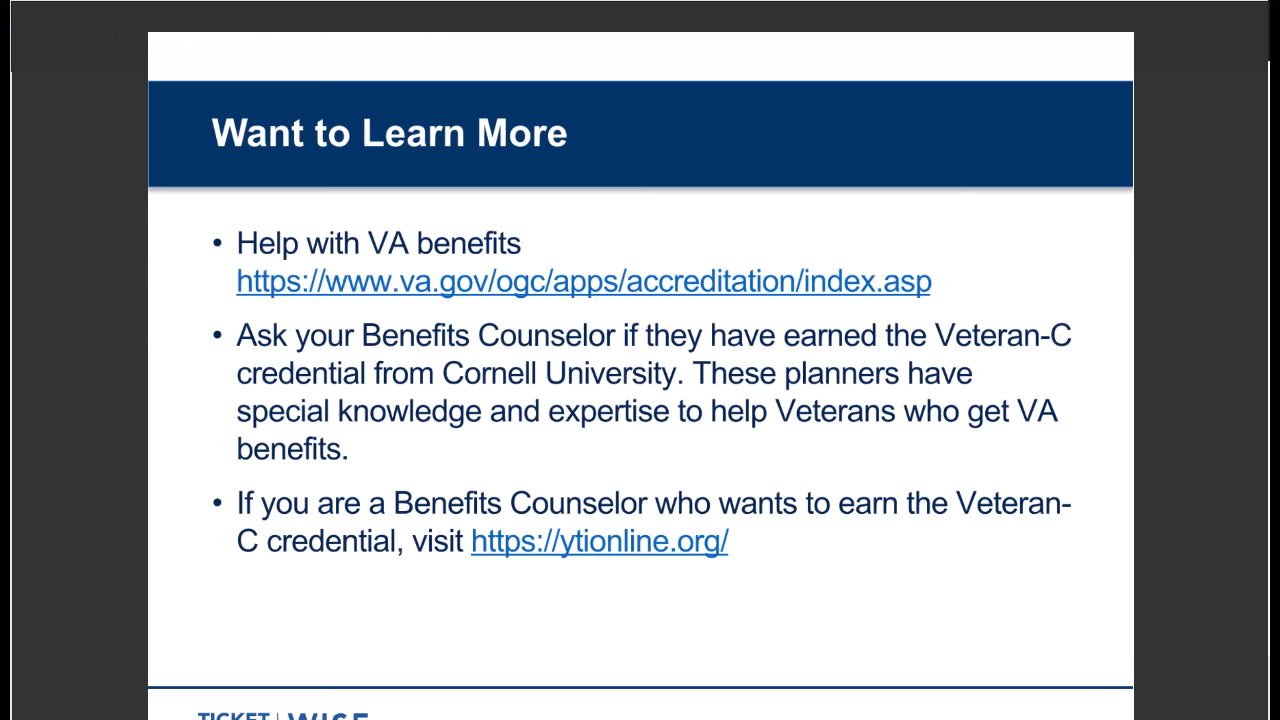 Want to Learn More
• Help with VA benefits
https://www.va.gov/ogc/apps/accreditation/index.asp
• Ask your Benefits Counselor if they have earned the Veteran-C
credential from Cornell University. These planners have
special knowledge and expertise to help Veterans who get VA
benefits.
• If you are a Benefits Counselor who wants to earn the Veteran-
C credential, visit https://ytionline.org/
TICKET | WISE